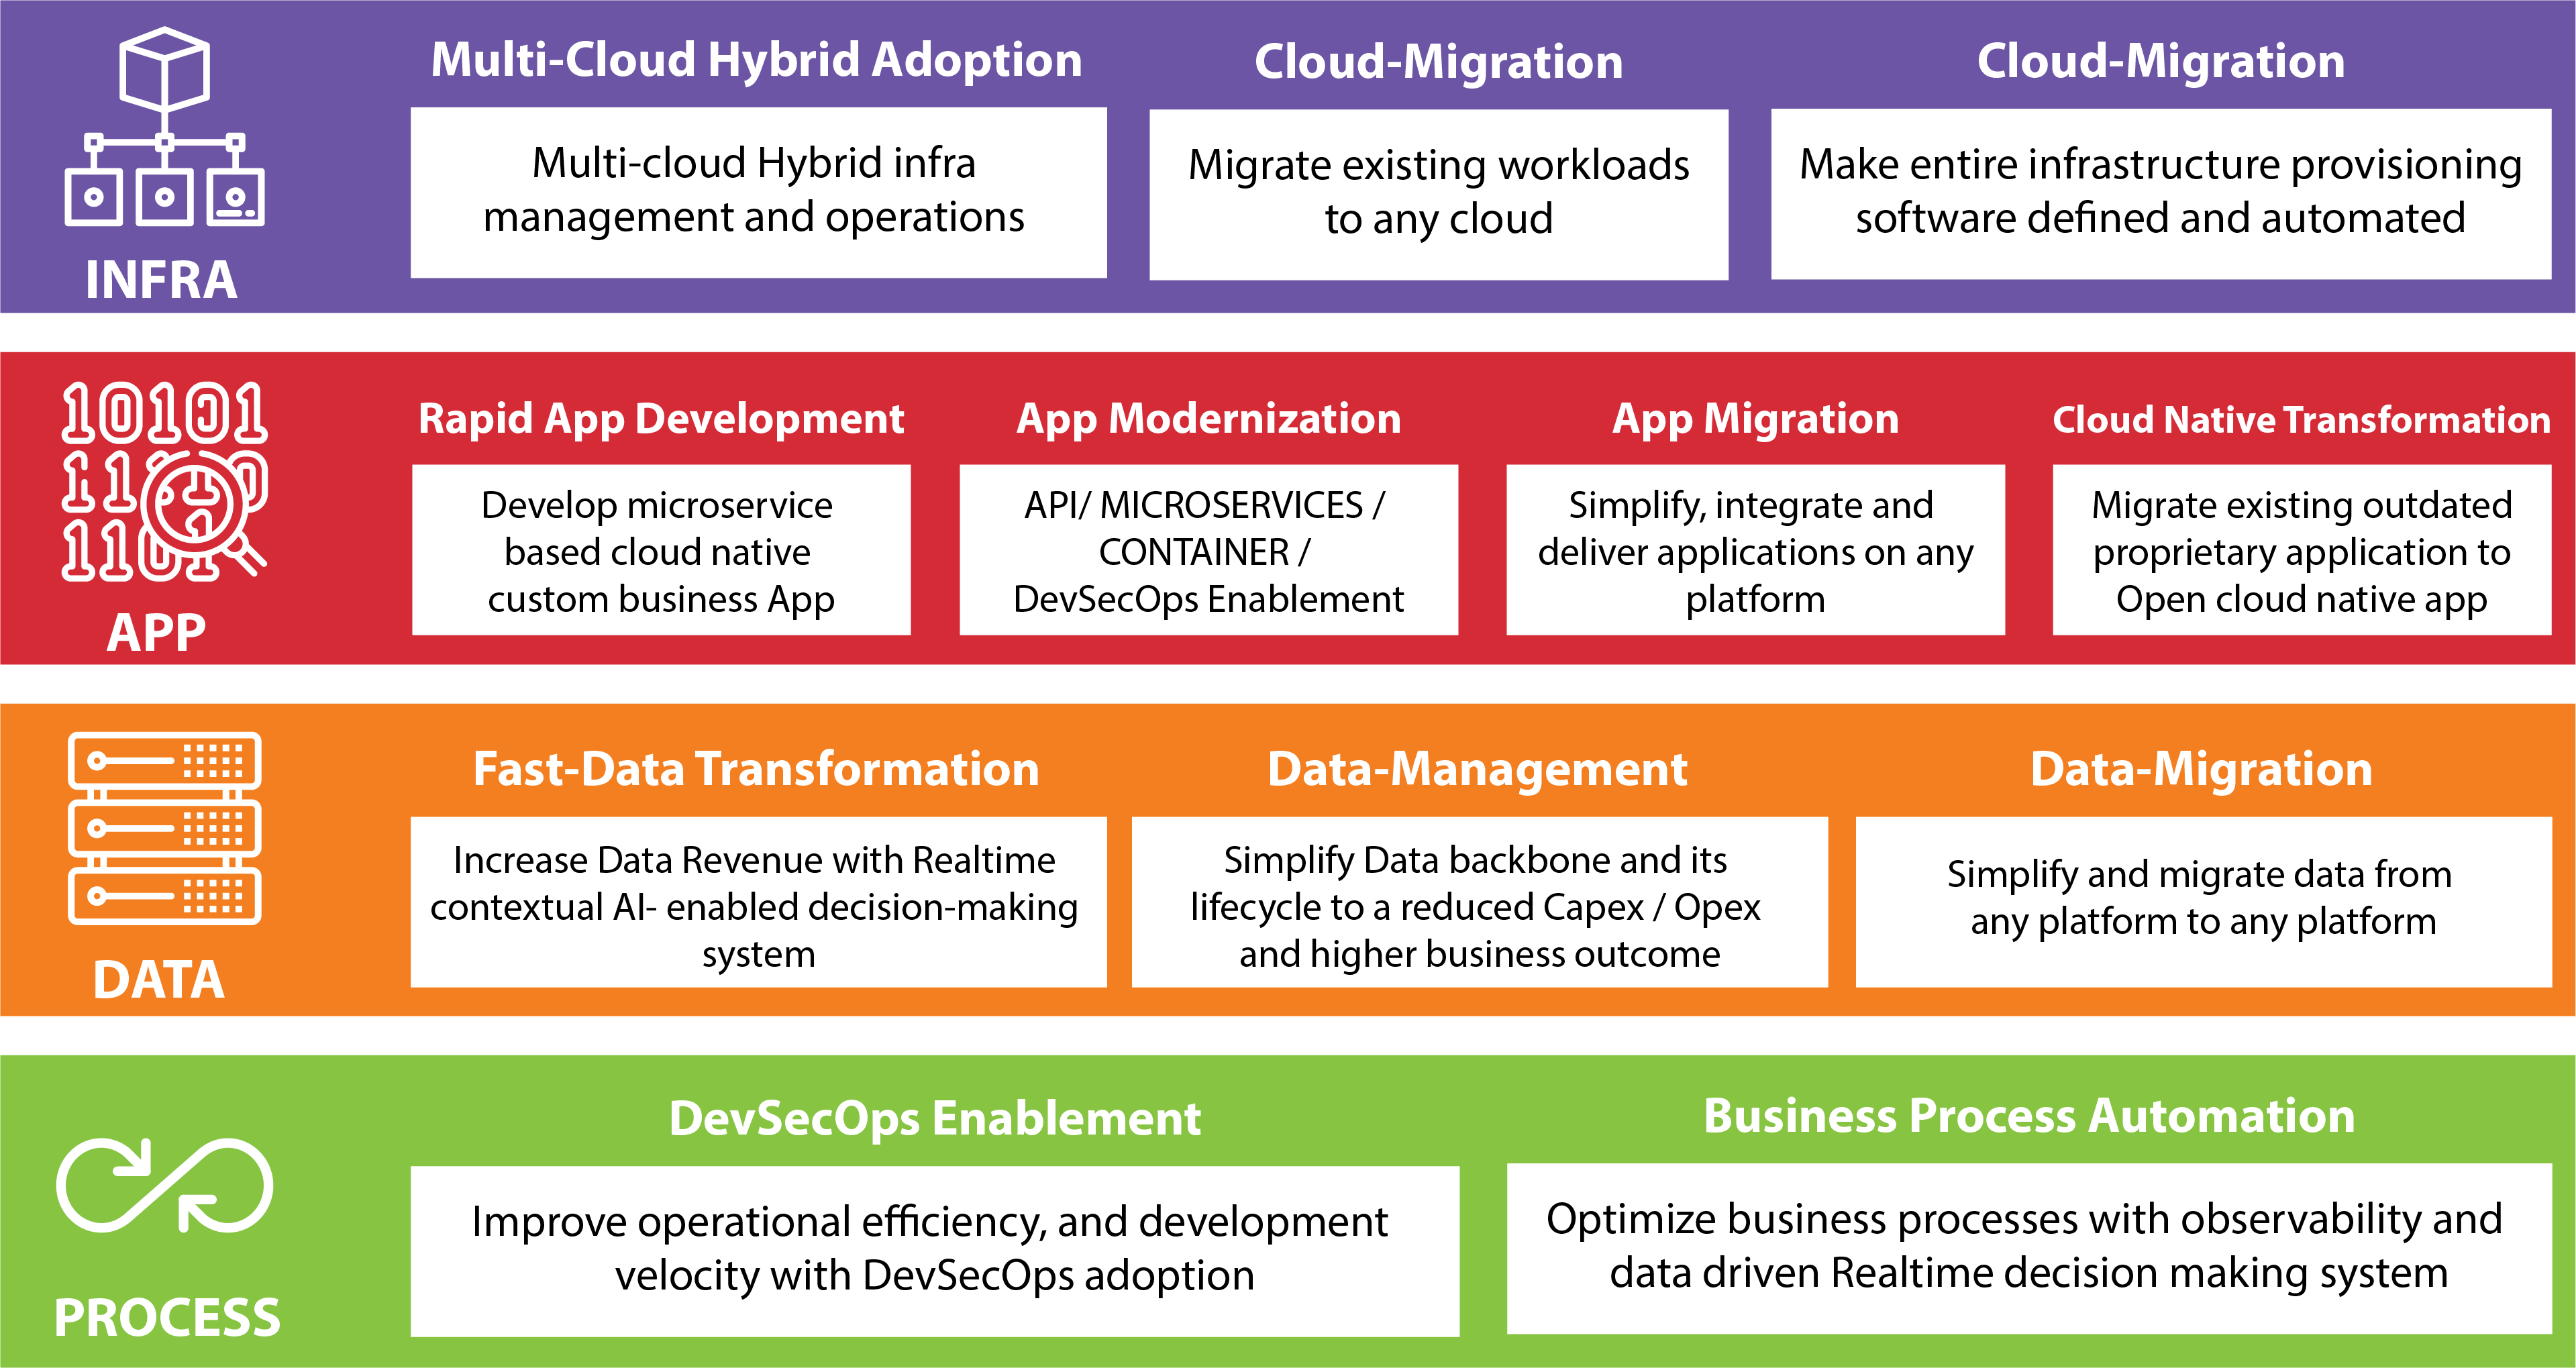 INFRA
Multi-Cloud Hybrid Adoption
Multi-cloud Hybrid infra
management and operations
Cloud-Migration
Migrate existing workloads
to any cloud
Cloud-Migration
Make entire infrastructure provisioning
software defined and automated
10101
1101
APP
Rapid App Development
Develop microservice
based cloud native
custom business App
App Modernization
API/ MICROSERVICES /
CONTAINER /
DevSecOps Enablement
App Migration
Simplify, integrate and
deliver applications on any
platform
Cloud Native Transformation
Migrate existing outdated
proprietary application to
Open cloud native app
DATA
Fast-Data Transformation
Increase Data Revenue with Realtime
contextual AI- enabled decision-making
system
Data-Management
Simplify Data backbone and its
lifecycle to a reduced Capex / Opex
and higher business outcome
Data-Migration
Simplify and migrate data from
any platform to any platform
PROCESS
DevSecOps Enablement
Improve operational efficiency, and development
velocity with DevSecOps adoption
Business Process Automation
Optimize business processes with observability and
data driven Realtime decision making system